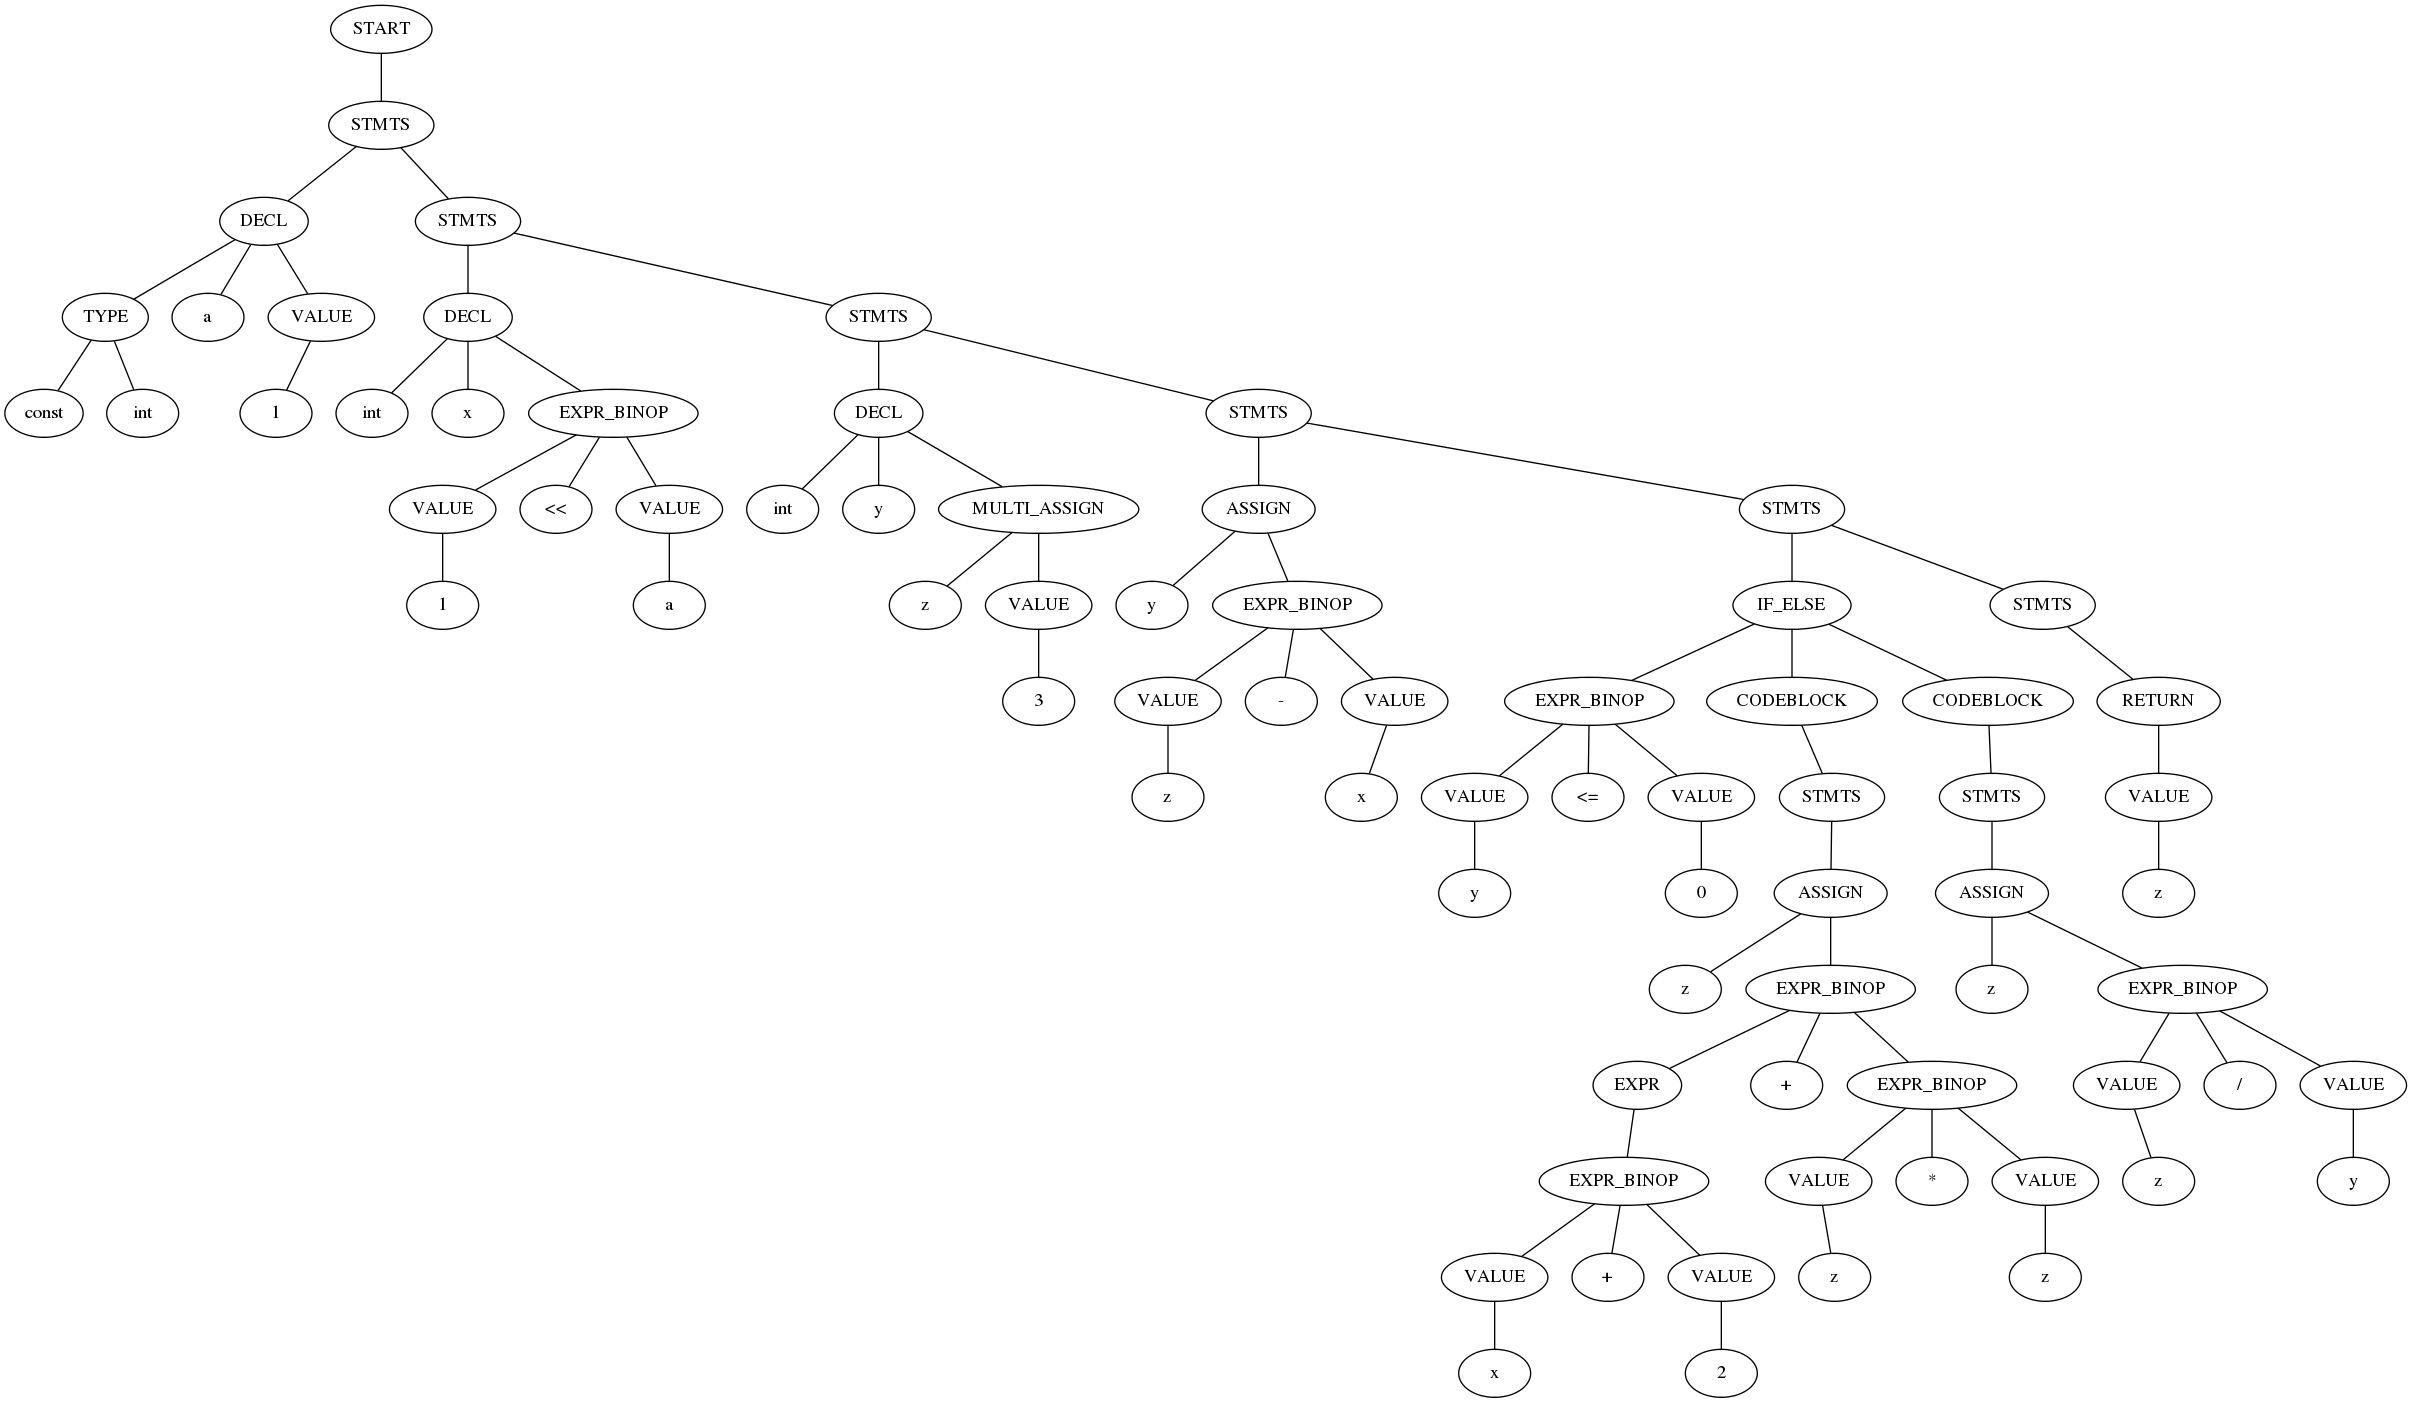 START
STMTS
DECL STMTS
TYPE a VALUE DECL STMTS
const int 1 int x EXPR_BINOP DECL STMTS
VALUE << VALUE int y MULTI_ASSIGN ASSIGN STMTS
1 a z VALUE y EXPR_BINOP IF_ELSE STMTS
3 VALUE - VALUE EXPR_BINOP CODEBLOCK CODEBLOCK RETURN
z x VALUE <= VALUE STMTS STMTS VALUE
y 0 ASSIGN ASSIGN z
z EXPR_BINOP z EXPR_BINOP
EXPR + EXPR_BINOP VALUE / VALUE
EXPR_BINOP VALUE * VALUE z y
VALUE + VALUE z z
x 2